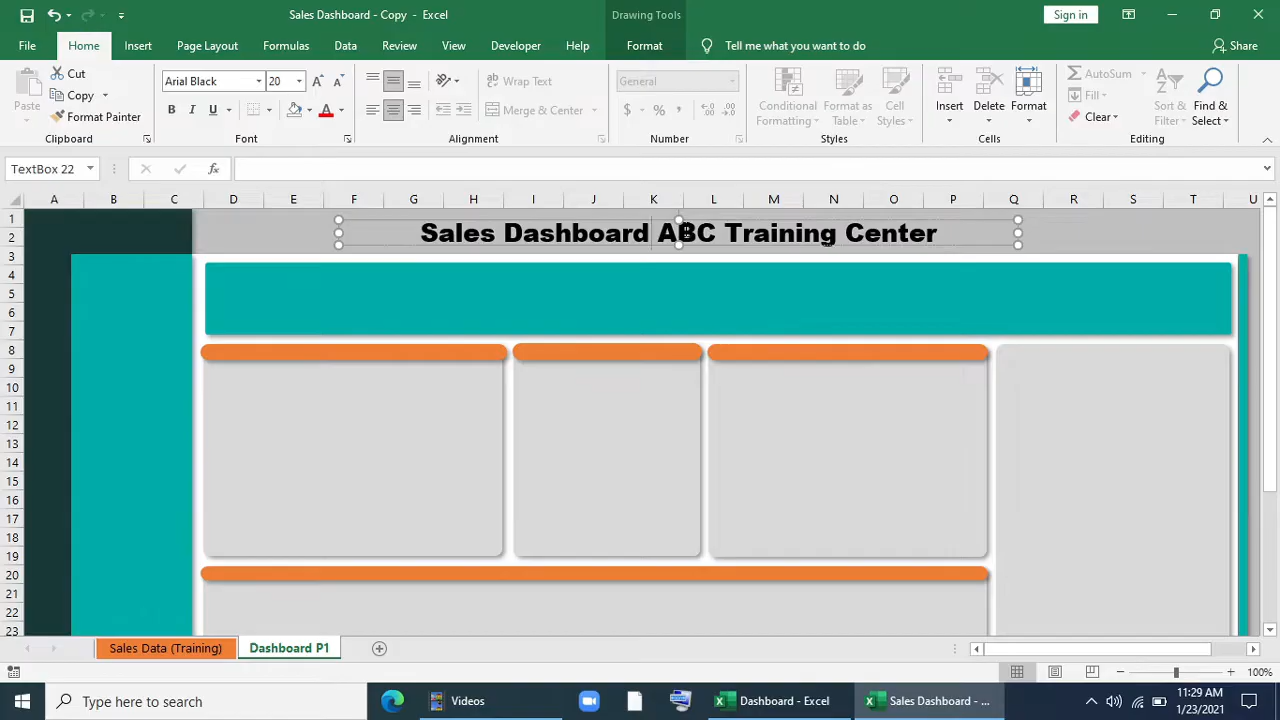 Sales Dashboard - Copy - Excel
Drawing Tools
Sign in
File
Home
Insert
Page Layout
Formulas
Data
Review
View
Developer
Help
Format
Tell me what you want to do
Share
Paste
Cut
Copy
Format Painter
Clipboard
Arial Black
20
B I U
Font
Wrap Text
Merge & Center
Alignment
General
$ % ,
Number
Conditional Formatting
Format as Table
Cell Styles
Styles
Insert
Delete
Format
Cells
AutoSum
Fill
Clear
Sort & Filter
Find & Select
Editing
TextBox 22
fx
A B C D E F G H I J K L M N O P Q R S T U
1
2
3
4
5
6
7
8
9
10
11
12
13
14
15
16
17
18
19
20
21
22
23
Sales Dashboard ABC Training Center
Sales Data (Training)
Dashboard P1
100%
Type here to search
Videos
Dashboard - Excel
Sales Dashboard - ...
11:29 AM
1/23/2021